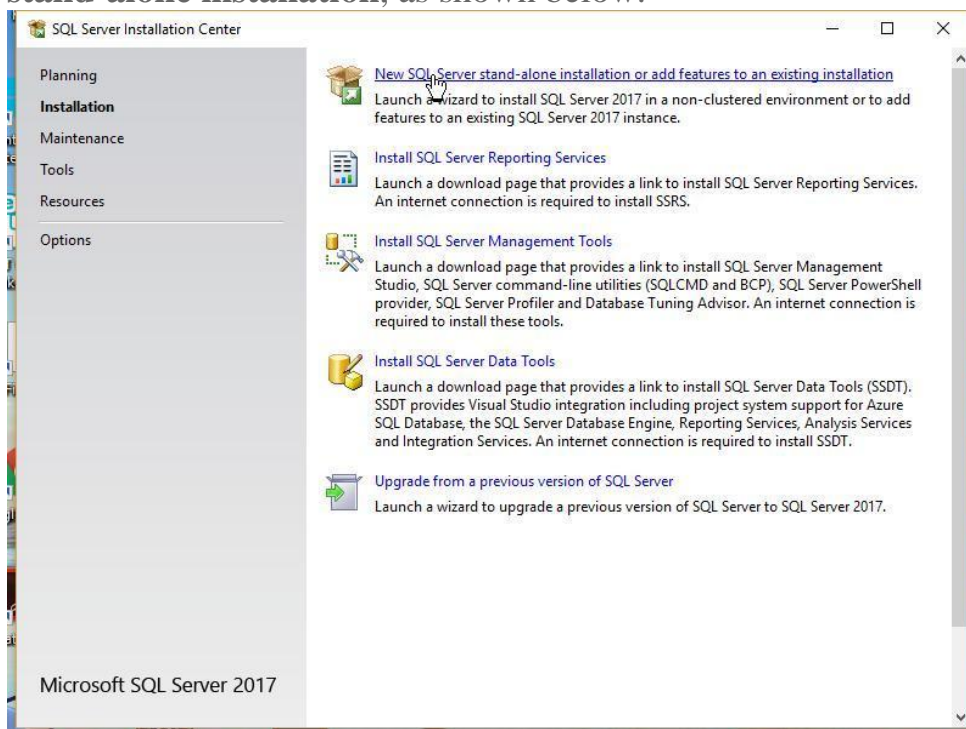 stand-alone installation, as shown below:
SQL Server Installation Center
Planning
Installation
Maintenance
Tools
Resources
Options
New SQL Server stand-alone installation or add features to an existing installation
Launch a wizard to install SQL Server 2017 in a non-clustered environment or to add
features to an existing SQL Server 2017 instance.
Install SQL Server Reporting Services
Launch a download page that provides a link to install SQL Server Reporting Services.
An internet connection is required to install SSRS.
Install SQL Server Management Tools
Launch a download page that provides a link to install SQL Server Management
Studio, SQL Server command-line utilities (SQLCMD and BCP), SQL Server PowerShell
provider, SQL Server Profiler and Database Tuning Advisor. An internet connection is
required to install these tools.
Install SQL Server Data Tools
Launch a download page that provides a link to install SQL Server Data Tools (SSDT).
SSDT provides Visual Studio integration including project system support for Azure
SQL Database, the SQL Server Database Engine, Reporting Services, Analysis Services
and Integration Services. An internet connection is required to install SSDT.
Upgrade from a previous version of SQL Server
Launch a wizard to upgrade a previous version of SQL Server to SQL Server 2017.
Microsoft SQL Server 2017